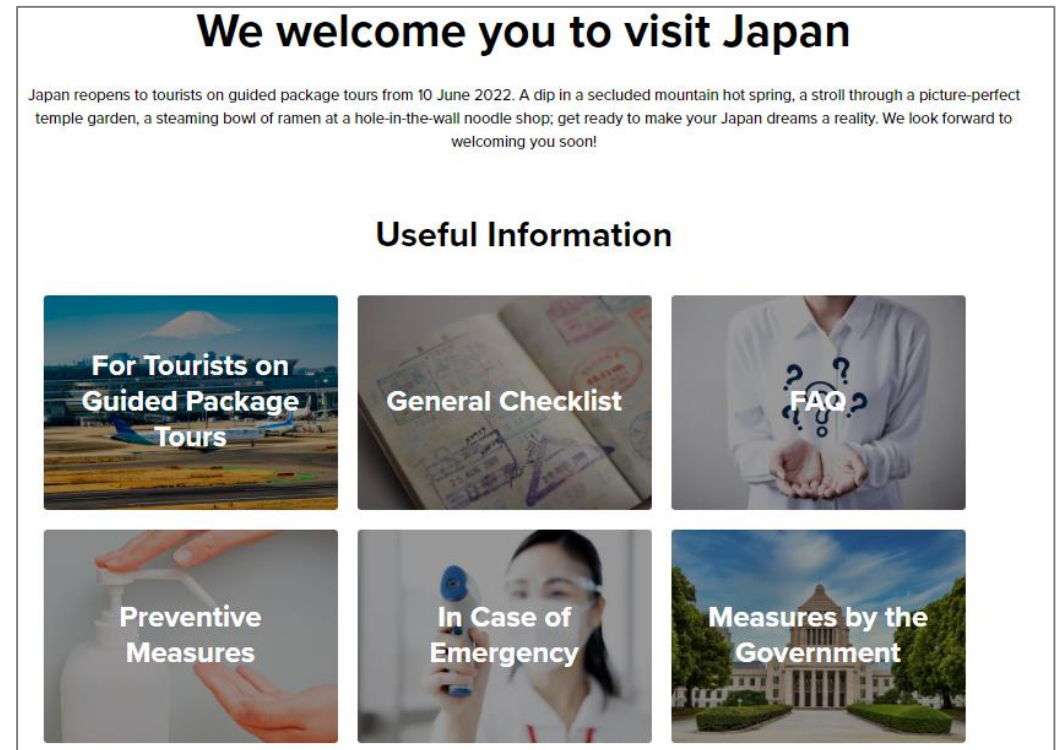 We welcome you to visit Japan
Japan reopens to tourists on guided package tours from 10 June 2022. A dip in a secluded mountain hot spring, a stroll through a picture-perfect
temple garden, a steaming bowl of ramen at a hole-in-the-wall noodle shop; get ready to make your Japan dreams a reality. We look forward to
welcoming you soon!
Useful Information
For Tourists on
Guided Package
Tours
General Checklist
FAQ
Preventive
Measures
In Case of
Emergency
Measures by the
Government